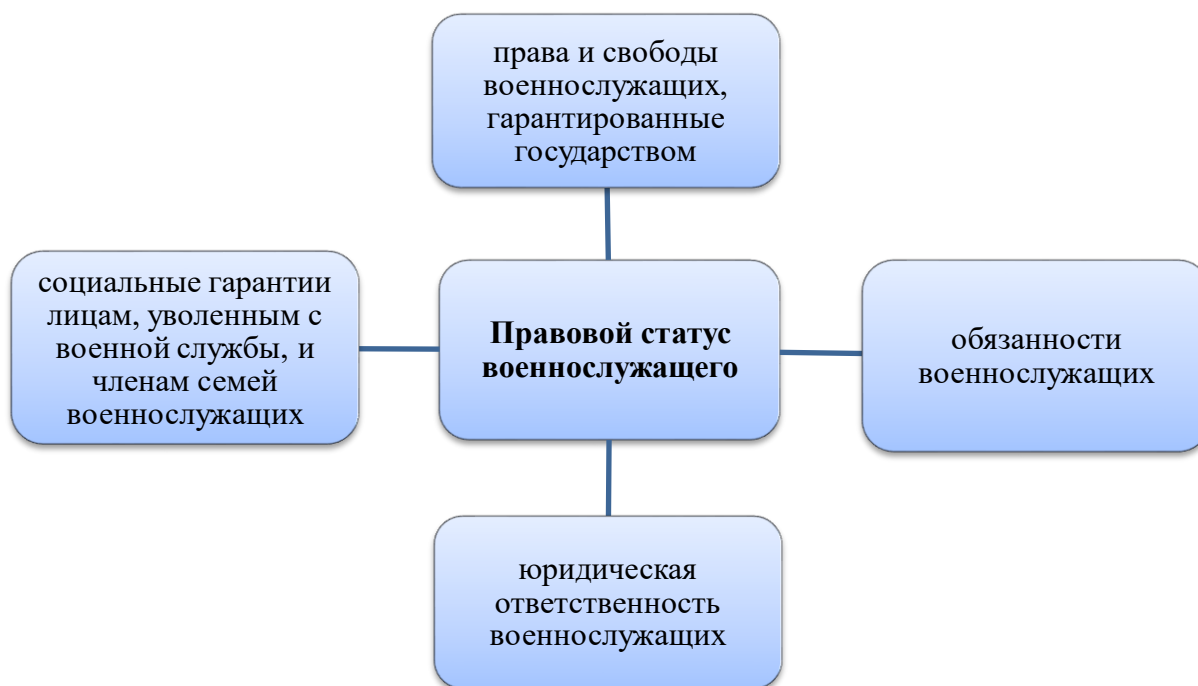 права и свободы
военнослужащих,
гарантированные
государством
социальные гарантии
лицам, уволенным с
военной службы, и
членам семей
военнослужащих
Правовой статус
военнослужащего
обязанности
военнослужащих
юридическая
ответственность
военнослужащих